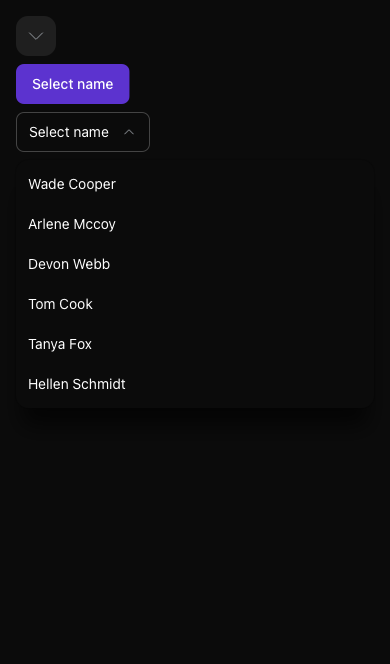 Select name
Select name
Wade Cooper
Arlene Mccoy
Devon Webb
Tom Cook
Tanya Fox
Hellen Schmidt